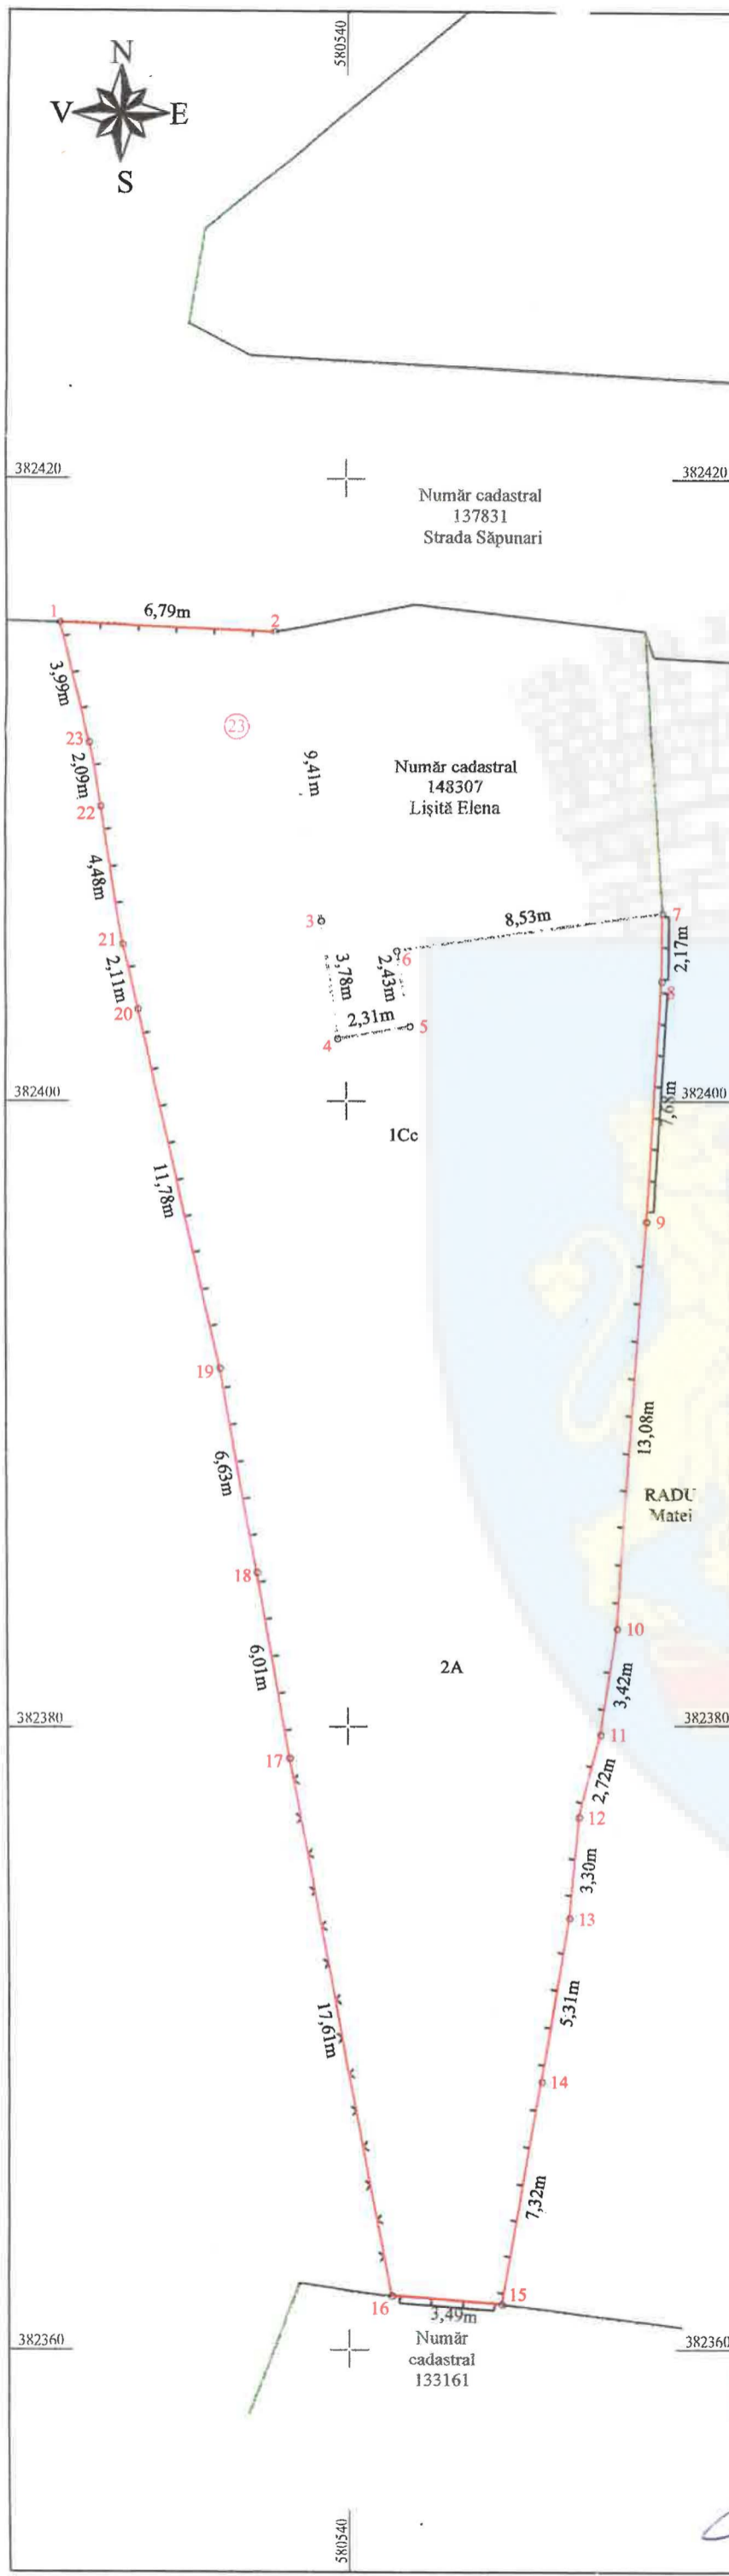 580540
N
V
E
S
382420
382420
Număr cadastral
137831
Strada Săpunari
1
6,79m
2
3,99m
23
23
9,41m
Număr cadastral
148307
Lișită Elena
2,09m
22
4,48m
3
8,53m
7
21
3,78m
6
2,43m
2,17m
2,11m
8
20
2,31m
5
4
382400
7,68m
382400
1Cc
11,78m
9
19
13,08m
6,63m
RADU
Matei
18
10
6,01m
2A
3,42m
382380
382380
11
17
2,72m
12
3,30m
13
17,61m
5,31m
14
7,32m
16
15
3,49m
382360
Număr
cadastral
133161
382360
580540